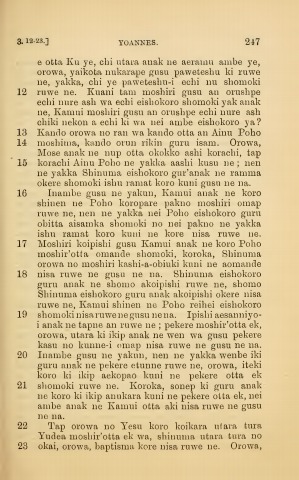 3. 12-23.] YOANNES. 247
e otta Ku ye, chi utara anak ne aeramu ambe ye,
orowa, yaikota nukarape gusu paweteshu ki ruwe
ne, yakka, chi ye paweteshu-i echi nu shomoki
12 ruwe ne. Kuani tam moshiri gusu an orushpe
echi nure ash wa echi eishokoro shomoki yak anak
ne, Kamui moshiri gusu an orushpe echi nure ash
chiki nekon a echi ki wa nei ambe eishokoro ya?
13 Kando orowa no ran wa kando otta an Ainu Poho
14 moshima, kando orun rikin guru isam. Orowa,
Mose anak ne nup otta okokko ashi korachi, tap
15 korachi Ainu Poho ne yakka aashi kusu ne; nen
ne yakka Shinuma eishokoro gur'anak ne ramma
okere shomoki ishu ramat koro kuni gusu ne na.
16 Inambe gusu ne yakun, Kamui anak ne koro
shinen ne Poho koropare pakno moshiri omap
ruwe ne, nen ne yakka nei Poho eishokoro guru
obitta aisamka shomoki no nei pakno ne yakka
ishu ramat koro kuni ne kore nisa ruwe ne.
17 Moshiri koipishi gusu Kamui anak ne koro Poho
moshir'otta omande shomoki, koroka, Shinuma
orowa no moshiri kashi-a-obiuki kuni ne aomande
18 nisa ruwe ne gusu ne na. Shinuma eishokoro
guru anak ne shomo akoipishi ruwe ne, shomo
Shinuma eishokoro guru anak akoipishi okere nisa
ruwe ne, Kamui shinen ne Poho reihei eishokoro
19 shomoki nisa ruwe ne gusu ne na. Ipishi aesamiyo-
i anak ne tapne an ruwe ne; pekere moshir'otta ek,
orowa, utara ki ikip anak ne wen wa gusu pekere
kasu no kunne-i omap nisa ruwe ne gusu ne na.
20 Inambe gusu ne yakun, nen ne yakka wenbe iki
guru anak ne pekere etunne ruwe ne, orowa, iteki
koro ki ikip aekopao kuni ne pekere otta ek
21 shomoki ruwe ne. Koroka, sonep ki guru anak
ne koro ki ikip anukara kuni ne pekere otta ek, nei
ambe anak ne Kamui otta aki nisa ruwe ne gusu
ne na.
22 Tap orowa no Yesu koro koikara utara tura
Yudea moshir'otta ek wa, shinuma utara tura no
23 okai, orowa, baptisma kore nisa ruwe ne. Orowa,